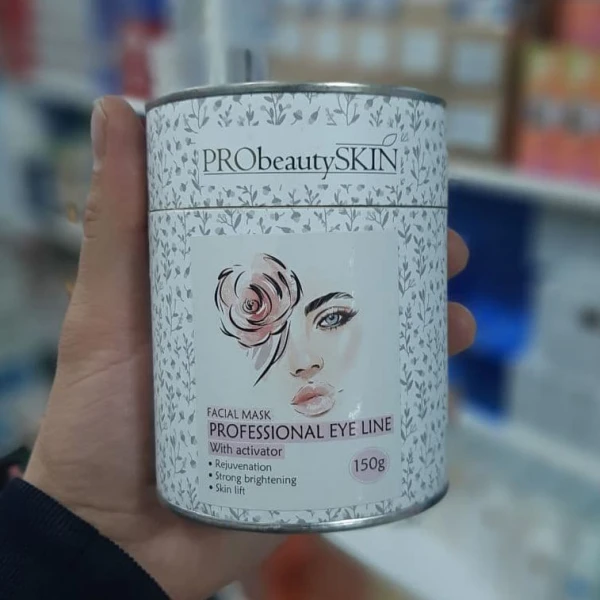 PRObeautySKIN
FACIAL MASK
PROFESSIONAL EYE LINE
With activator
• Rejuvenation
• Strong brightening
• Skin lift
150g